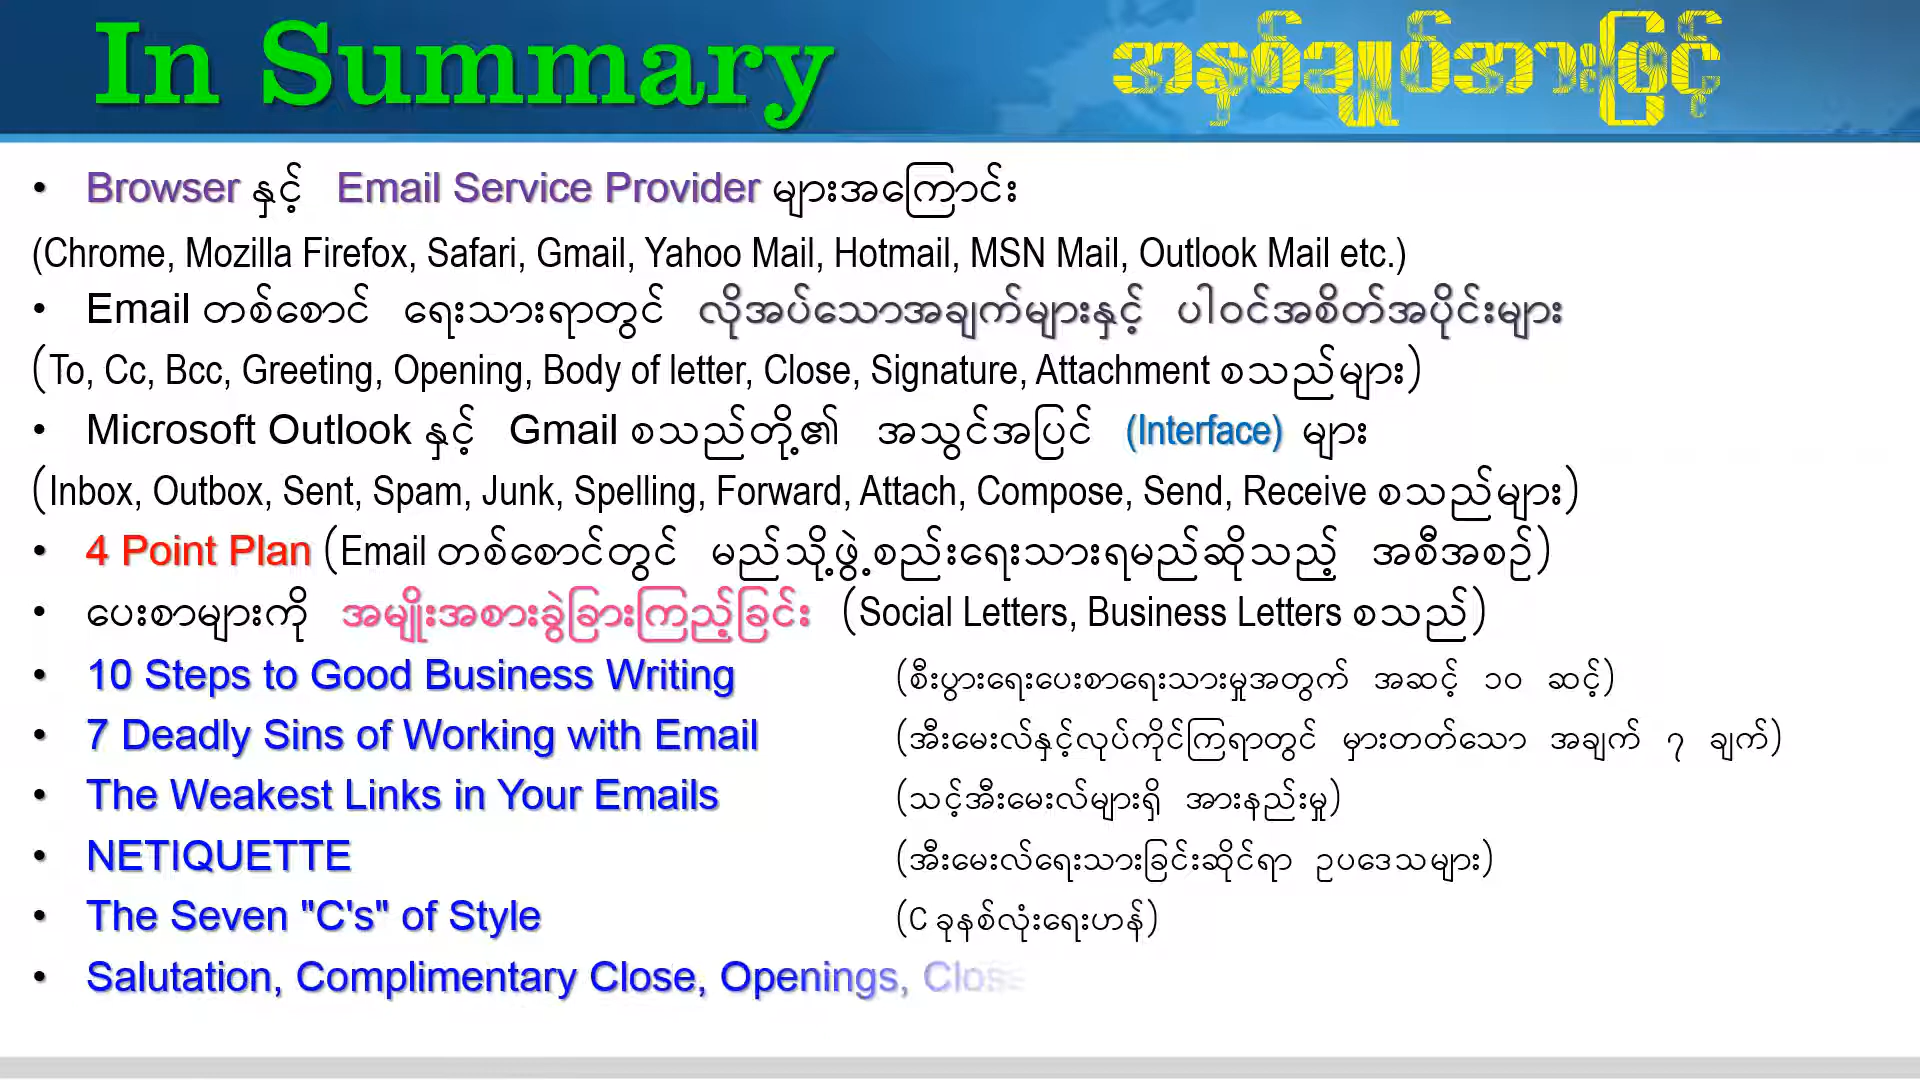 In Summary
အနှစ်ချုပ်အားဖြင့်
• Browser နှင့် Email Service Provider များအကြောင်း
(Chrome, Mozilla Firefox, Safari, Gmail, Yahoo Mail, Hotmail, MSN Mail, Outlook Mail etc.)
• Email တစ်စောင် ရေးသားရာတွင် လိုအပ်သောအချက်များနှင့် ပါဝင်အစိတ်အပိုင်းများ
(To, Cc, Bcc, Greeting, Opening, Body of letter, Close, Signature, Attachment စသည်များ)
• Microsoft Outlook နှင့် Gmail စသည်တို့၏ အသွင်အပြင် (Interface) များ
(Inbox, Outbox, Sent, Spam, Junk, Spelling, Forward, Attach, Compose, Send, Receive စသည်များ)
• 4 Point Plan (Email တစ်စောင်တွင် မည်သို့ဖွဲ့စည်းရေးသားရမည်ဆိုသည့် အစီအစဉ်)
• ပေးစာများကို အမျိုးအစားခွဲခြားကြည့်ခြင်း (Social Letters, Business Letters စသည်)
• 10 Steps to Good Business Writing (စီးပွားရေးပေးစာရေးသားမှုအတွက် အဆင့် ၁၀ ဆင့်)
• 7 Deadly Sins of Working with Email (အီးမေးလ်နှင့်လုပ်ကိုင်ကြရာတွင် မှားတတ်သော အချက် ၇ ချက်)
• The Weakest Links in Your Emails (သင့်အီးမေးလ်များရှိ အားနည်းမှု)
• NETIQUETTE (အီးမေးလ်ရေးသားခြင်းဆိုင်ရာ ဥပဒေသများ)
• The Seven "C's" of Style (C ခုနစ်လုံးရေးဟန်)
• Salutation, Complimentary Close, Openings,